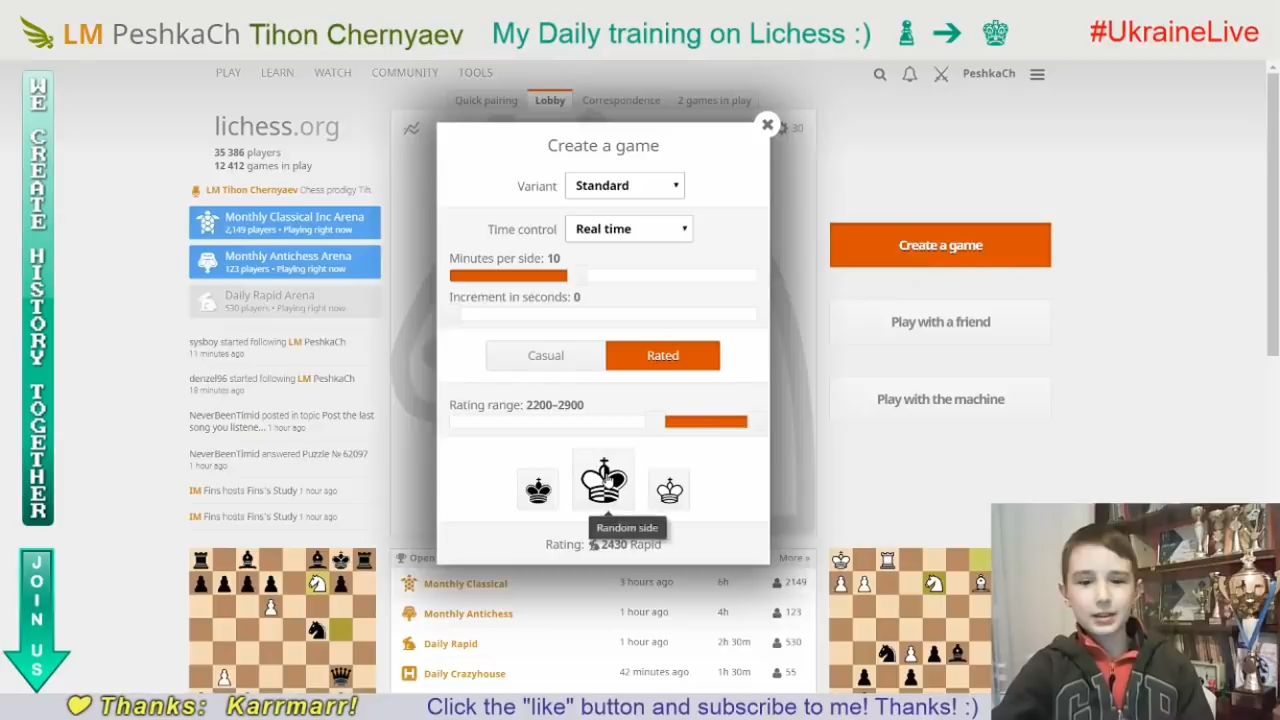 LM PeshkaCh Tihon Chernyaev
My Daily training on Lichess :)
#UkraineLive
WE CREATE HISTORY TOGETHER
JOIN US
PLAY LEARN WATCH COMMUNITY TOOLS
PeshkaCh
lichess.org
35 386 players
12 412 games in play
LM Tihon Chernyaev Chess prodigy Tih
Monthly Classical Inc Arena
2,149 players • Playing right now
Monthly Antichess Arena
123 players • Playing right now
Daily Rapid Arena
530 players • Playing right now
sysboy started following LM PeshkaCh
11 minutes ago
denzel96 started following LM PeshkaCh
18 minutes ago
NeverBeenTimid posted in topic Post the last
song you listene... 1 hour ago
NeverBeenTimid answered Puzzle № 62097
1 hour ago
IM Fins hosts Fins's Study 1 hour ago
IM Fins hosts Fins's Study 1 hour ago
Quick pairing Lobby Correspondence 2 games in play
30
Create a game
Variant Standard
Time control Real time
Minutes per side: 10
Increment in seconds: 0
Casual Rated
Rating range: 2200–2900
Random side
Rating: 2430 Rapid
Create a game
Play with a friend
Play with the machine
Open
More »
Monthly Classical 3 hours ago 6h 2149
Monthly Antichess 1 hour ago 4h 123
Daily Rapid 1 hour ago 2h 30m 530
Daily Crazyhouse 42 minutes ago 1h 30m 55
Thanks: Karrmarr!
Click the "like" button and subscribe to me! Thanks! :)